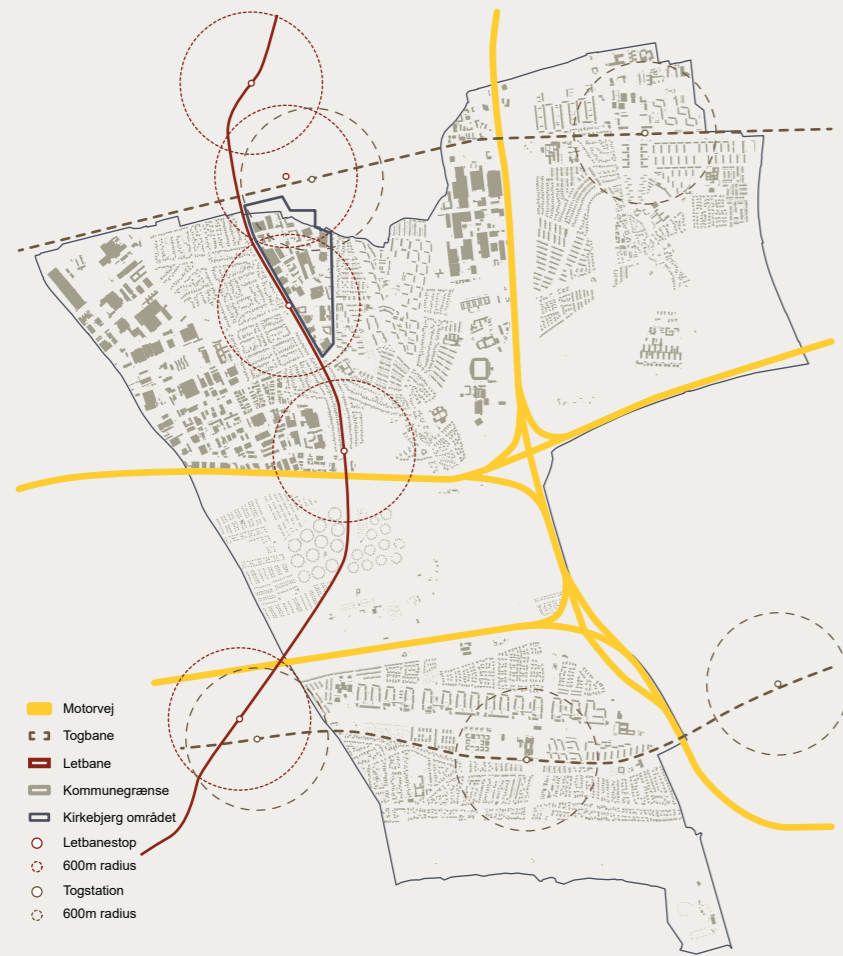 Motorvej
Togbane
Letbane
Kommunegrænse
Kirkebjerg området
Letbanestop
600m radius
Togstation
600m radius